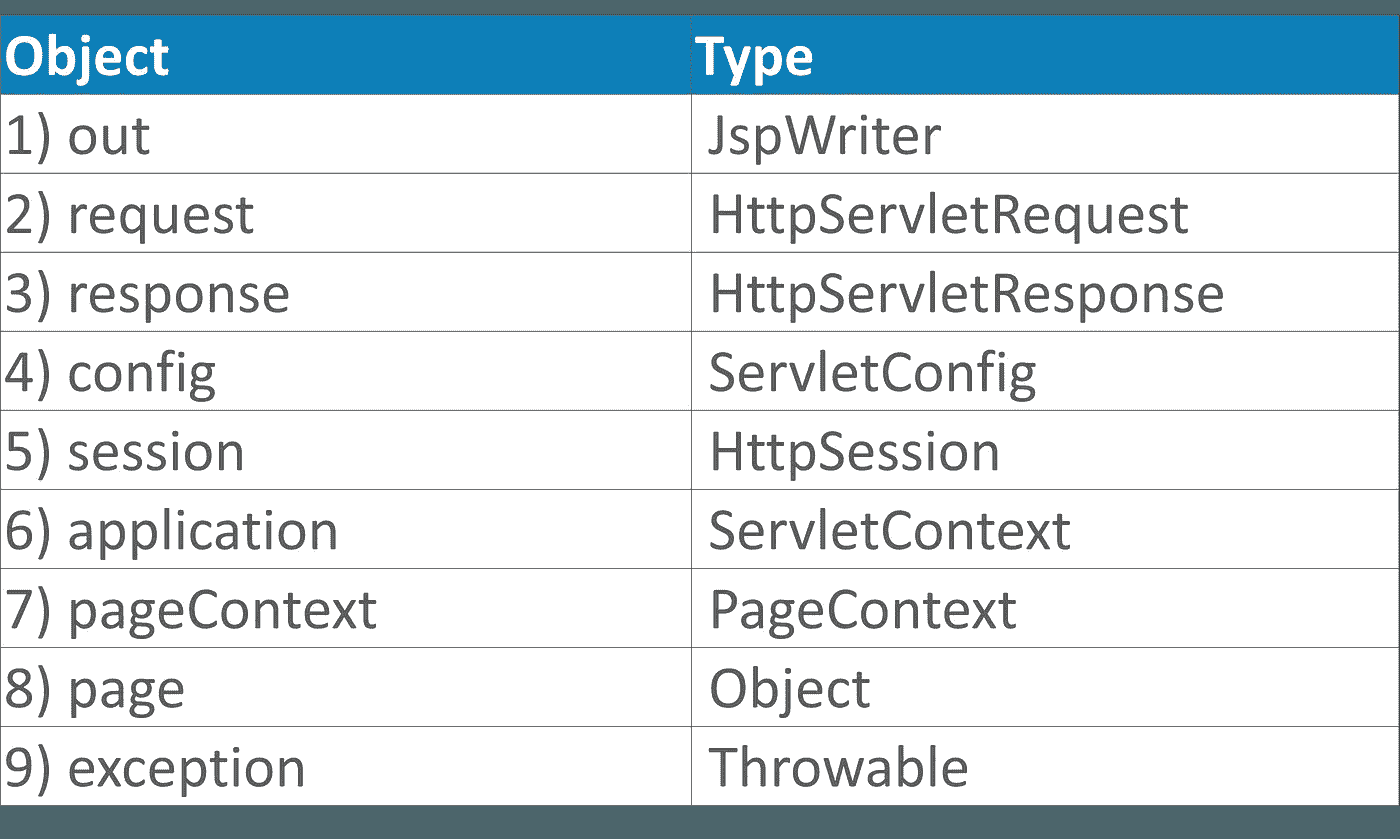 Object Type
1) out JspWriter
2) request HttpServletRequest
3) response HttpServletResponse
4) config ServletConfig
5) session HttpSession
6) application ServletContext
7) pageContext PageContext
8) page Object
9) exception Throwable